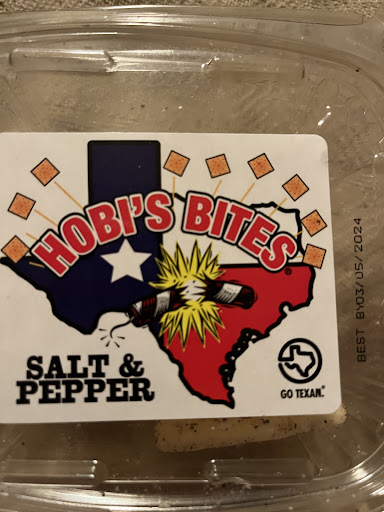 HOBI'S BITES
®
SALT &
PEPPER
GO TEXAN.®
BEST BY03/05/2024